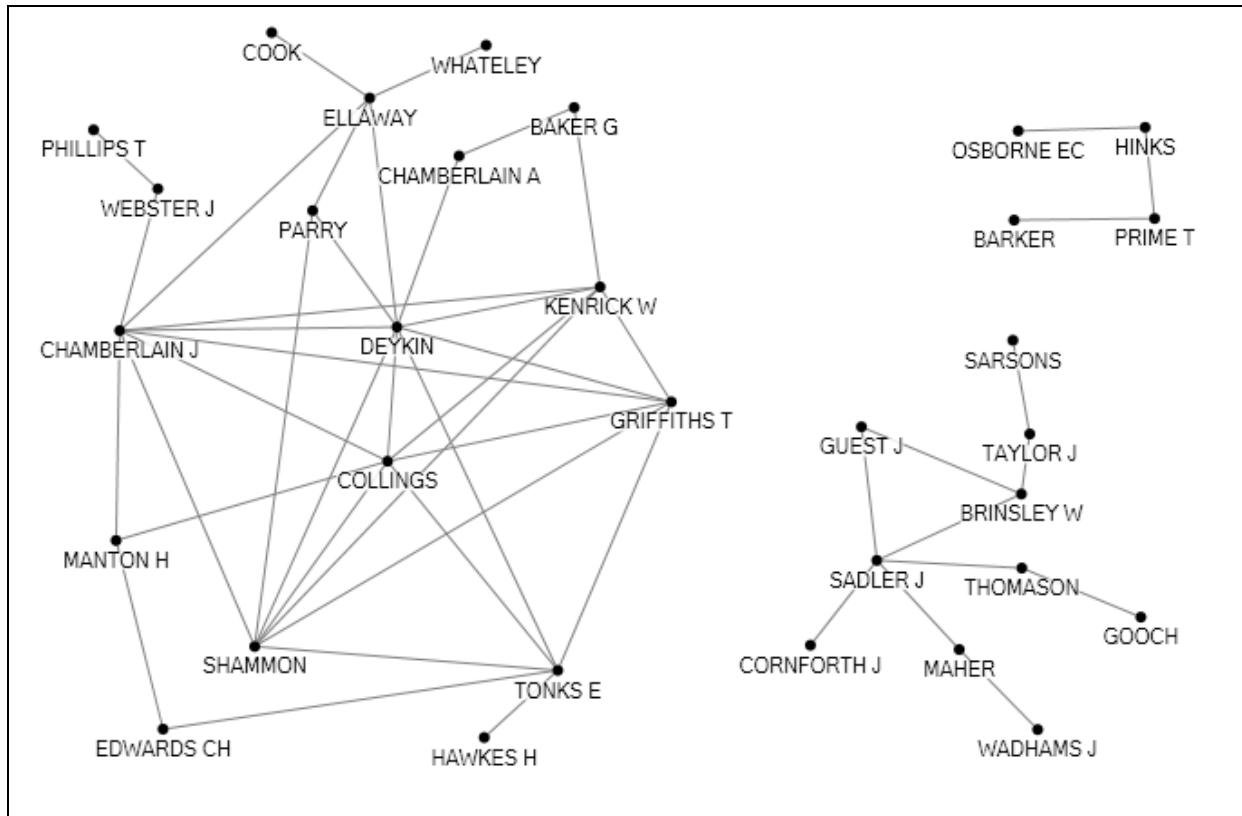 COOK
WHATELEY
ELLAWAY
BAKER G
PHILLIPS T
OSBORNE EC
HINKS
CHAMBERLAIN A
WEBSTER J
PARRY
BARKER
PRIME T
KENRICK W
CHAMBERLAIN J
DEYKIN
SARSONS
GRIFFITHS T
GUEST J
TAYLOR J
COLLINGS
BRINSLEY W
MANTON H
SADLER J
THOMASON
GOOCH
SHAMMON
CORNFORTH J
MAHER
TONKS E
EDWARDS CH
HAWKES H
WADHAMS J